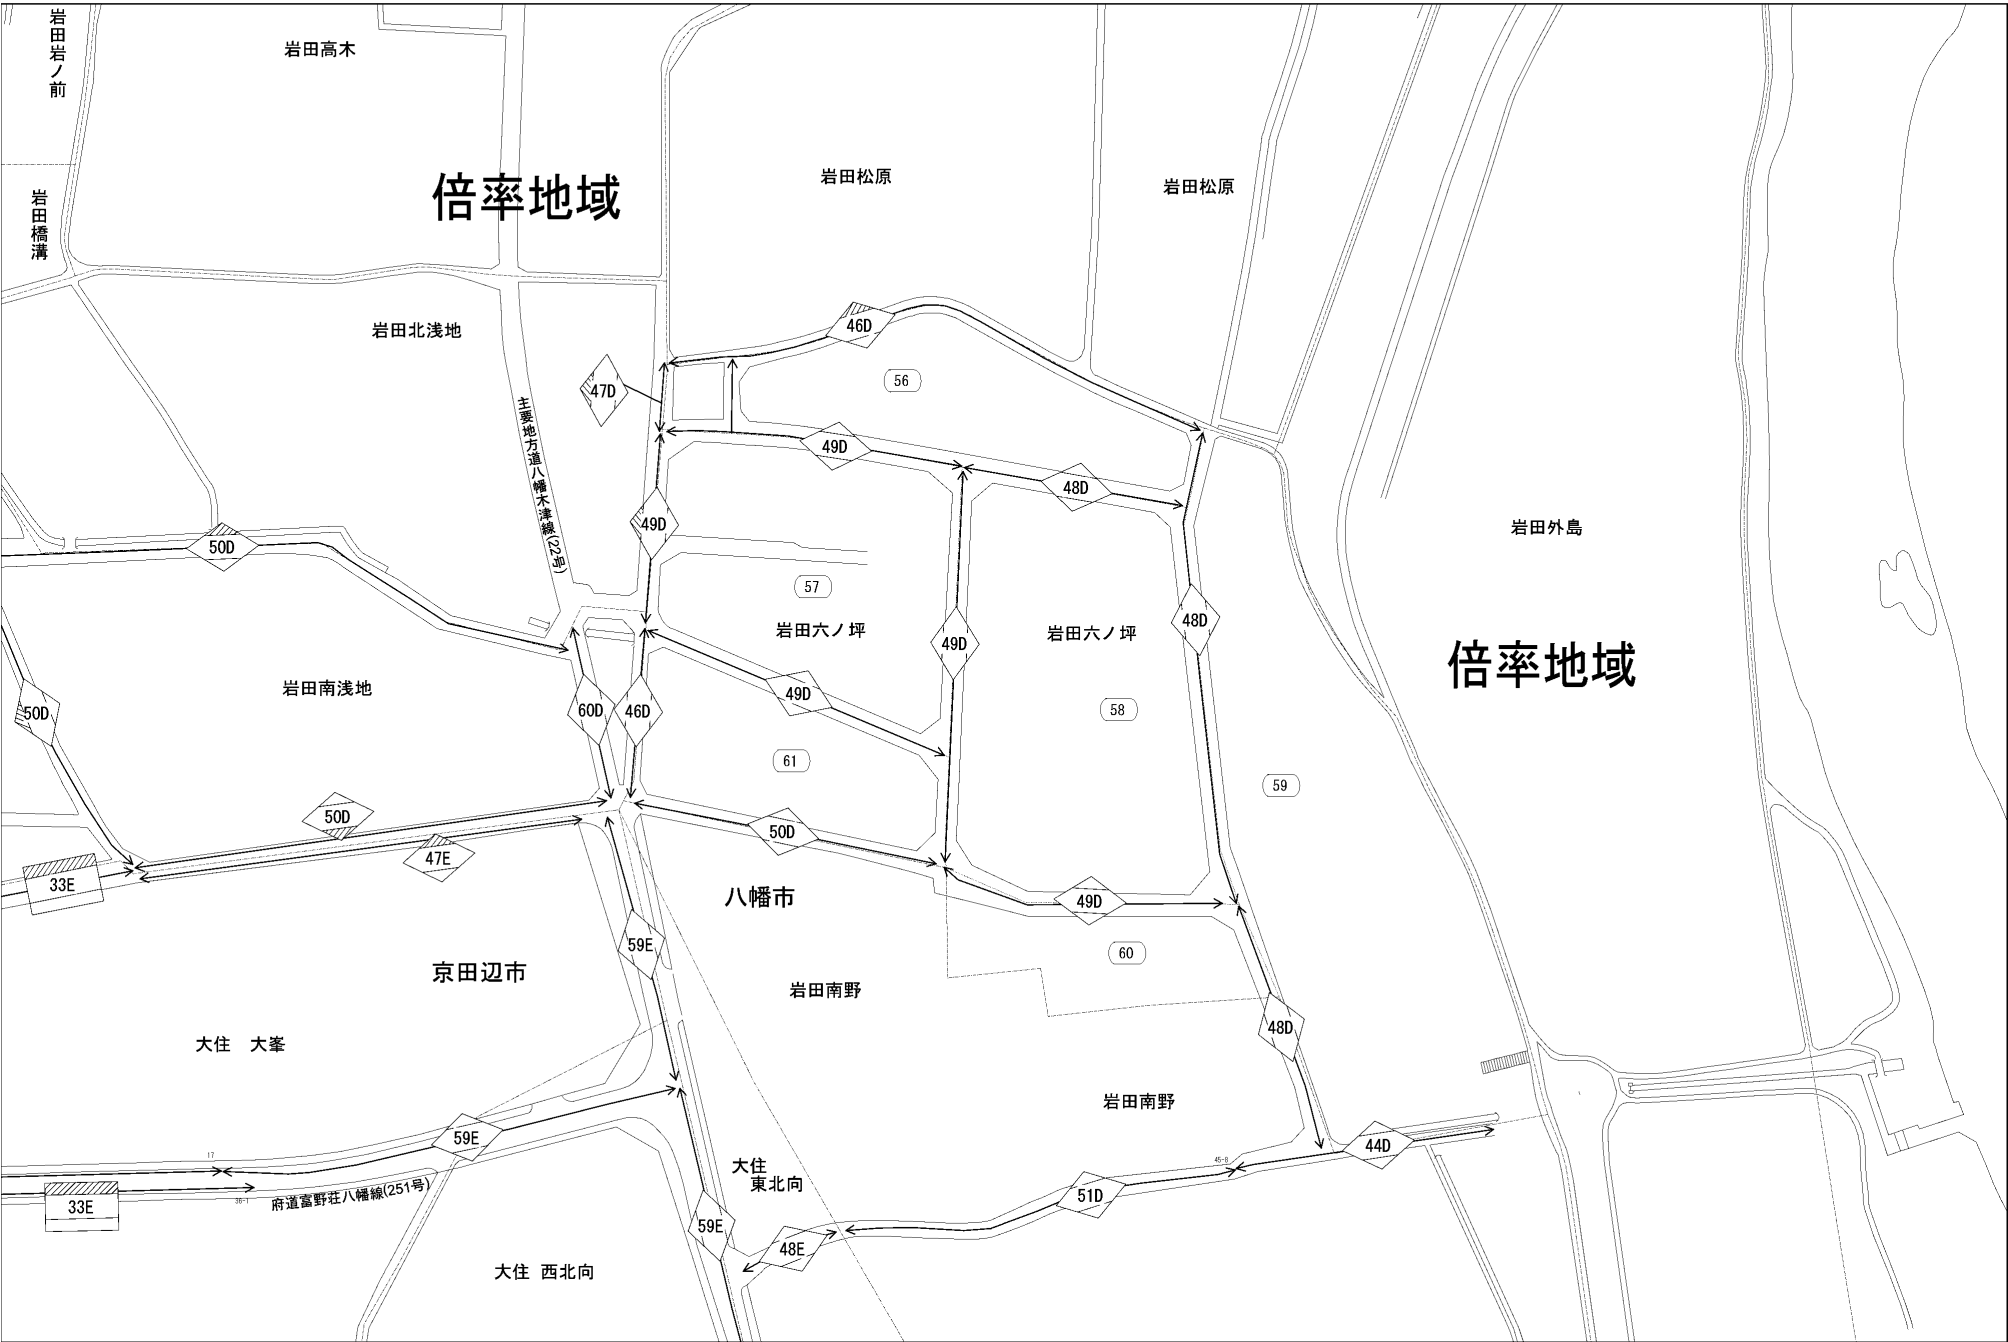 岩田岩ノ前
岩田高木
岩田橋溝
倍率地域
岩田松原
岩田松原
岩田北浅地
46D
47D
56
主要地方道八幡木津線(22号)
49D
48D
49D
岩田外島
50D
57
岩田六ノ坪
岩田六ノ坪
48D
49D
倍率地域
岩田南浅地
49D
50D
60D
46D
58
61
59
50D
50D
47E
33E
八幡市
49D
59E
60
京田辺市
岩田南野
48D
大住 大峯
岩田南野
59E
44D
17
45-8
大住
東北向
33E
36-1
府道富野荘八幡線(251号)
51D
59E
48E
大住 西北向